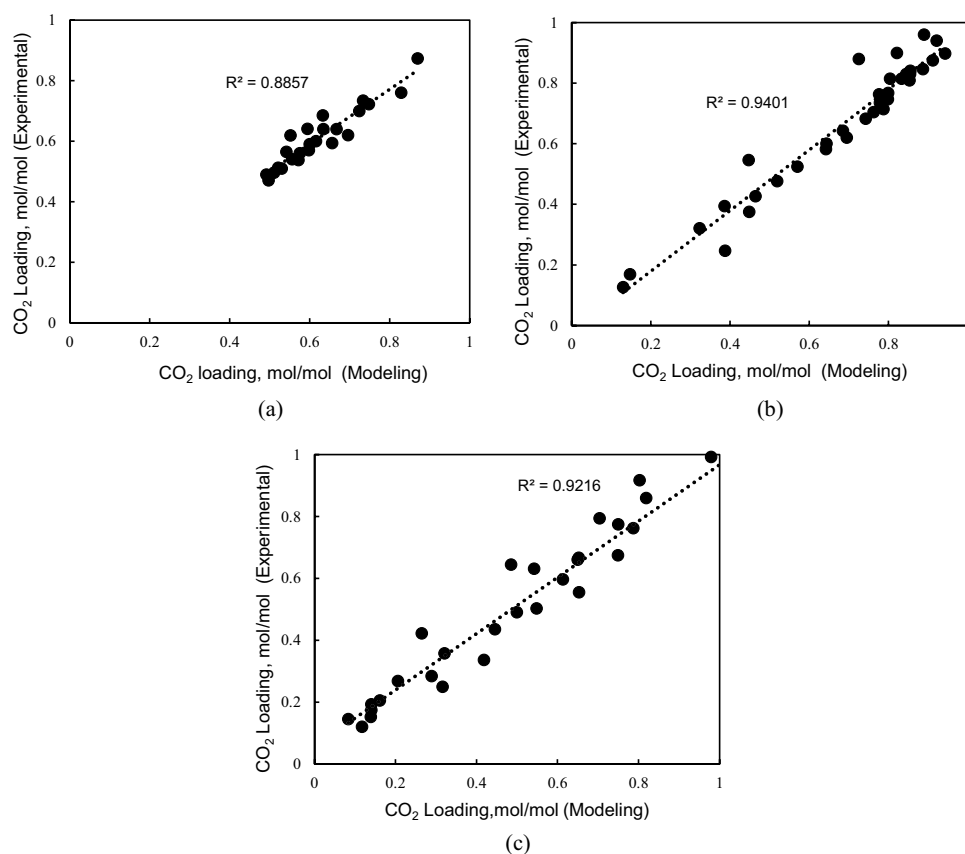 1
0.8
0.6
0.4
0.2
0
0
0.2
0.4
0.6
0.8
1
R² = 0.8857
CO₂ Loading, mol/mol (Experimental)
CO₂ loading, mol/mol (Modeling)
(a)
1
0.8
0.6
0.4
0.2
0
0
0.2
0.4
0.6
0.8
R² = 0.9401
CO₂ Loading, mol/mol (Experimental)
CO₂ Loading, mol/mol (Modeling)
(b)
1
0.8
0.6
0.4
0.2
0
0
0.2
0.4
0.6
0.8
1
R² = 0.9216
CO₂ Loading, mol/mol (Experimental)
CO₂ Loading,mol/mol (Modeling)
(c)